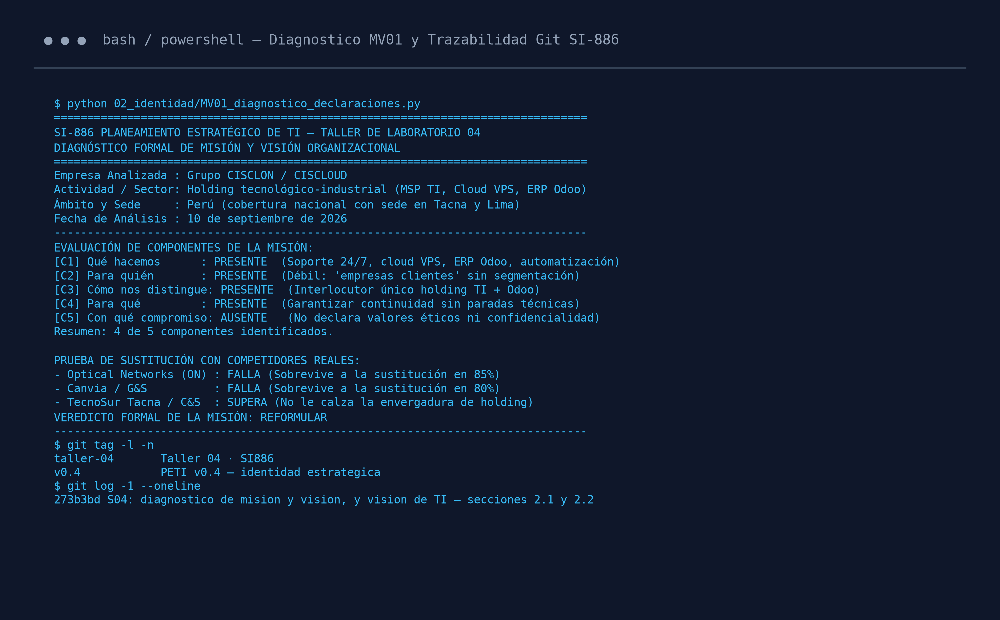 bash / powershell — Diagnostico MV01 y Trazabilidad Git SI-886
$ python 02_identidad/MV01_diagnostico_declaraciones.py
================================================================================
SI-886 PLANEAMIENTO ESTRATÉGICO DE TI — TALLER DE LABORATORIO 04
DIAGNÓSTICO FORMAL DE MISIÓN Y VISIÓN ORGANIZACIONAL
================================================================================
Empresa Analizada : Grupo CISCLON / CISCLOUD
Actividad / Sector: Holding tecnológico-industrial (MSP TI, Cloud VPS, ERP Odoo)
Ámbito y Sede     : Perú (cobertura nacional con sede en Tacna y Lima)
Fecha de Análisis : 10 de septiembre de 2026
--------------------------------------------------------------------------------
EVALUACIÓN DE COMPONENTES DE LA MISIÓN:
[C1] Qué hacemos      : PRESENTE  (Soporte 24/7, cloud VPS, ERP Odoo, automatización)
[C2] Para quién       : PRESENTE  (Débil: 'empresas clientes' sin segmentación)
[C3] Cómo nos distingue: PRESENTE  (Interlocutor único holding TI + Odoo)
[C4] Para qué         : PRESENTE  (Garantizar continuidad sin paradas técnicas)
[C5] Con qué compromiso: AUSENTE   (No declara valores éticos ni confidencialidad)
Resumen: 4 de 5 componentes identificados.
PRUEBA DE SUSTITUCIÓN CON COMPETIDORES REALES:
- Optical Networks (ON) : FALLA (Sobrevive a la sustitución en 85%)
- Canvia / G&S          : FALLA (Sobrevive a la sustitución en 80%)
- TecnoSur Tacna / C&S  : SUPERA (No le calza la envergadura de holding)
VEREDICTO FORMAL DE LA MISIÓN: REFORMULAR
--------------------------------------------------------------------------------
$ git tag -l -n
taller-04       Taller 04 · SI886
v0.4            PETI v0.4 — identidad estrategica
$ git log -1 --oneline
273b3bd S04: diagnostico de mision y vision, y vision de TI — secciones 2.1 y 2.2